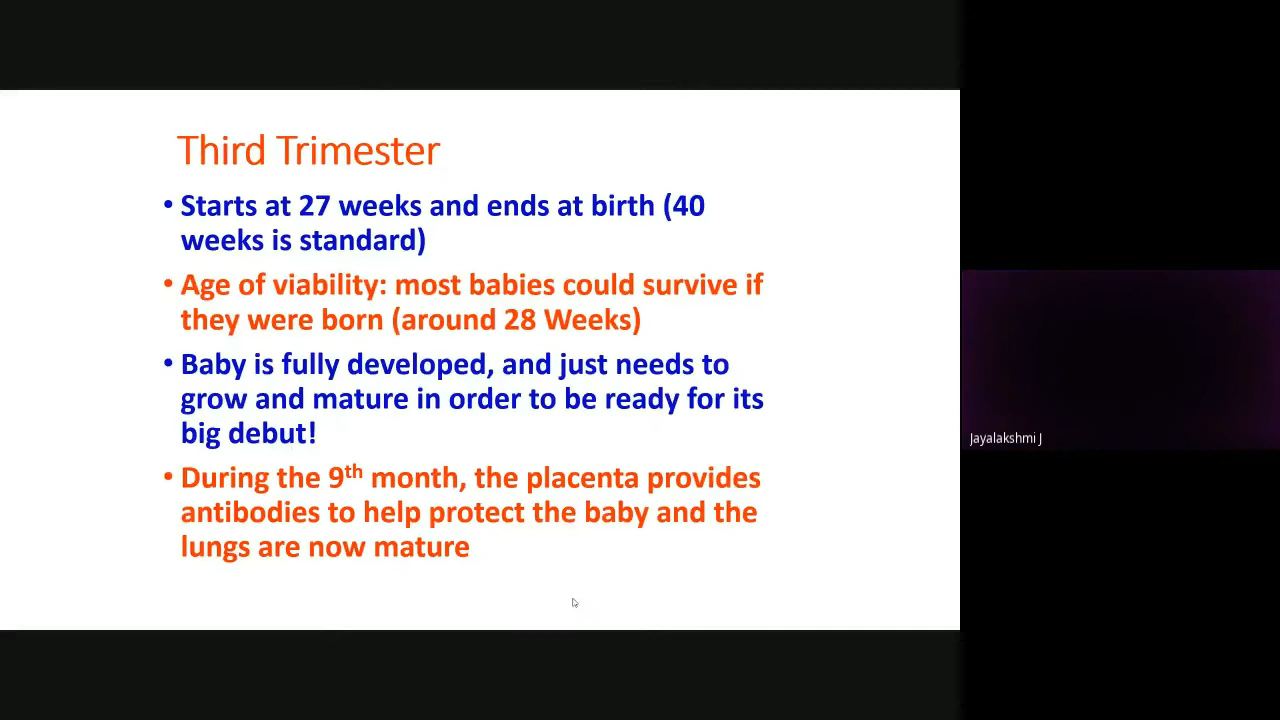 Third Trimester
• Starts at 27 weeks and ends at birth (40
weeks is standard)
• Age of viability: most babies could survive if
they were born (around 28 Weeks)
• Baby is fully developed, and just needs to
grow and mature in order to be ready for its
big debut!
• During the 9th month, the placenta provides
antibodies to help protect the baby and the
lungs are now mature
Jayalakshmi J